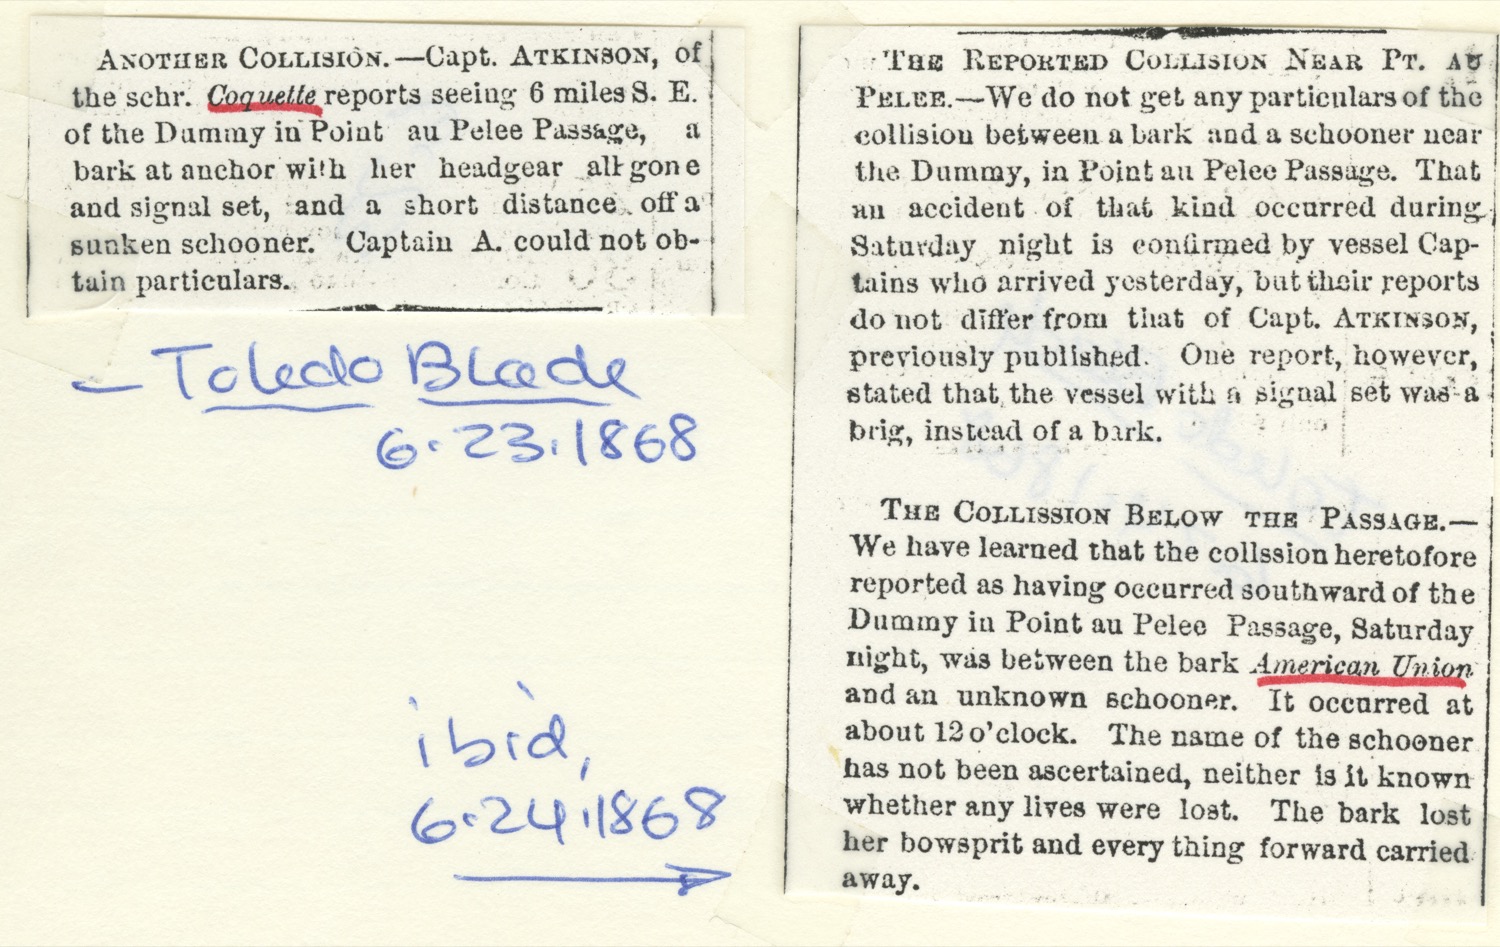 ANOTHER COLLISION.—Capt. ATKINSON, of
the schr. Coquette reports seeing 6 miles S. E.
of the Dummy in Point au Pelee Passage, a
bark at anchor with her headgear all gone
and signal set, and a short distance off a
sunken schooner. Captain A. could not ob-
tain particulars.
— Toledo Blade
6.23.1868
ibid,
6.24.1868
THE REPORTED COLLISION NEAR PT. AU
PELEE.—We do not get any particulars of the
collision between a bark and a schooner near
the Dummy, in Point au Pelee Passage. That
an accident of that kind occurred during
Saturday night is confirmed by vessel Cap-
tains who arrived yesterday, but their reports
do not differ from that of Capt. ATKINSON,
previously published. One report, however,
stated that the vessel with a signal set was a
brig, instead of a bark.
THE COLLISSION BELOW THE PASSAGE.—
We have learned that the collssion heretofore
reported as having occurred southward of the
Dummy in Point au Pelee Passage, Saturday
night, was between the bark American Union
and an unknown schooner. It occurred at
about 12 o'clock. The name of the schooner
has not been ascertained, neither is it known
whether any lives were lost. The bark lost
her bowsprit and every thing forward carried
away.